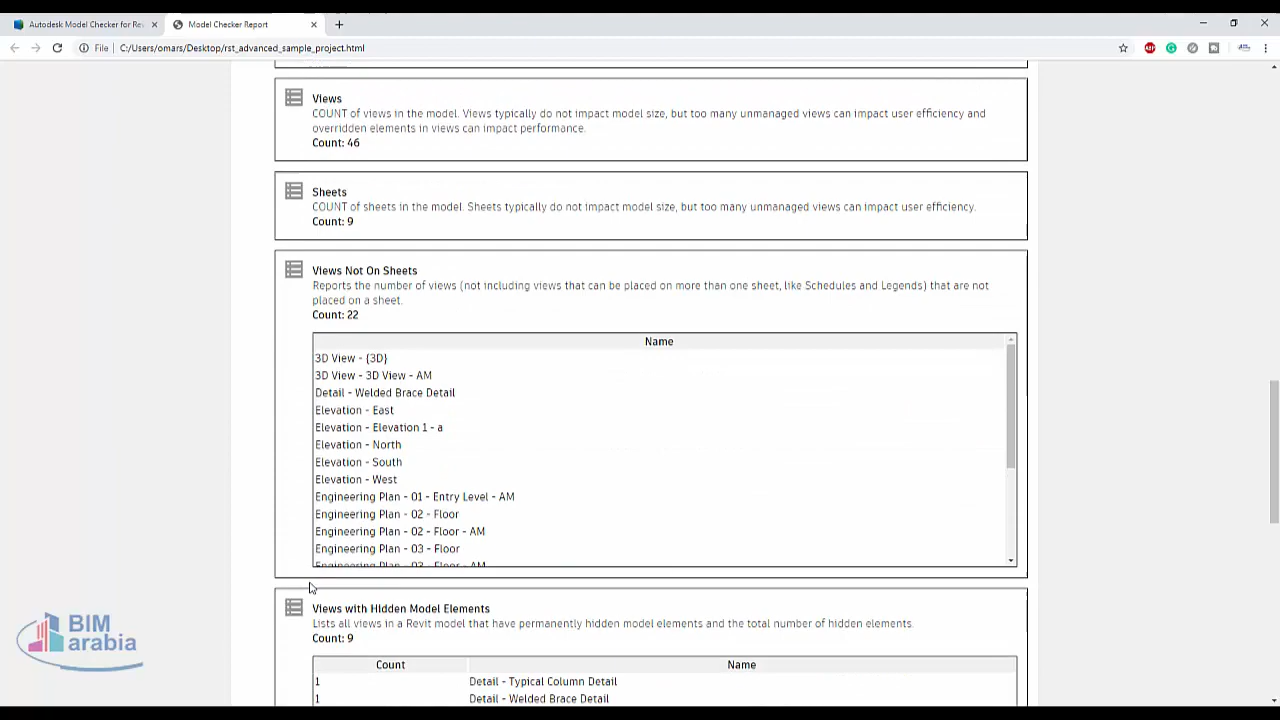 Autodesk Model Checker for Re
Model Checker Report
File
C:/Users/omars/Desktop/rst_advanced_sample_project.html
Views
COUNT of views in the model. Views typically do not impact model size, but too many unmanaged views can impact user efficiency and
overridden elements in views can impact performance.
Count: 46
Sheets
COUNT of sheets in the model. Sheets typically do not impact model size, but too many unmanaged views can impact user efficiency.
Count: 9
Views Not On Sheets
Reports the number of views (not including views that can be placed on more than one sheet, like Schedules and Legends) that are not
placed on a sheet.
Count: 22
Name
3D View - {3D}
3D View - 3D View - AM
Detail - Welded Brace Detail
Elevation - East
Elevation - Elevation 1 - a
Elevation - North
Elevation - South
Elevation - West
Engineering Plan - 01 - Entry Level - AM
Engineering Plan - 02 - Floor
Engineering Plan - 02 - Floor - AM
Engineering Plan - 03 - Floor
Engineering Plan - 03 - Floor - AM
Views with Hidden Model Elements
Lists all views in a Revit model that have permanently hidden model elements and the total number of hidden elements.
Count: 9
Count Name
1 Detail - Typical Column Detail
1 Detail - Welded Brace Detail
BIM
arabia